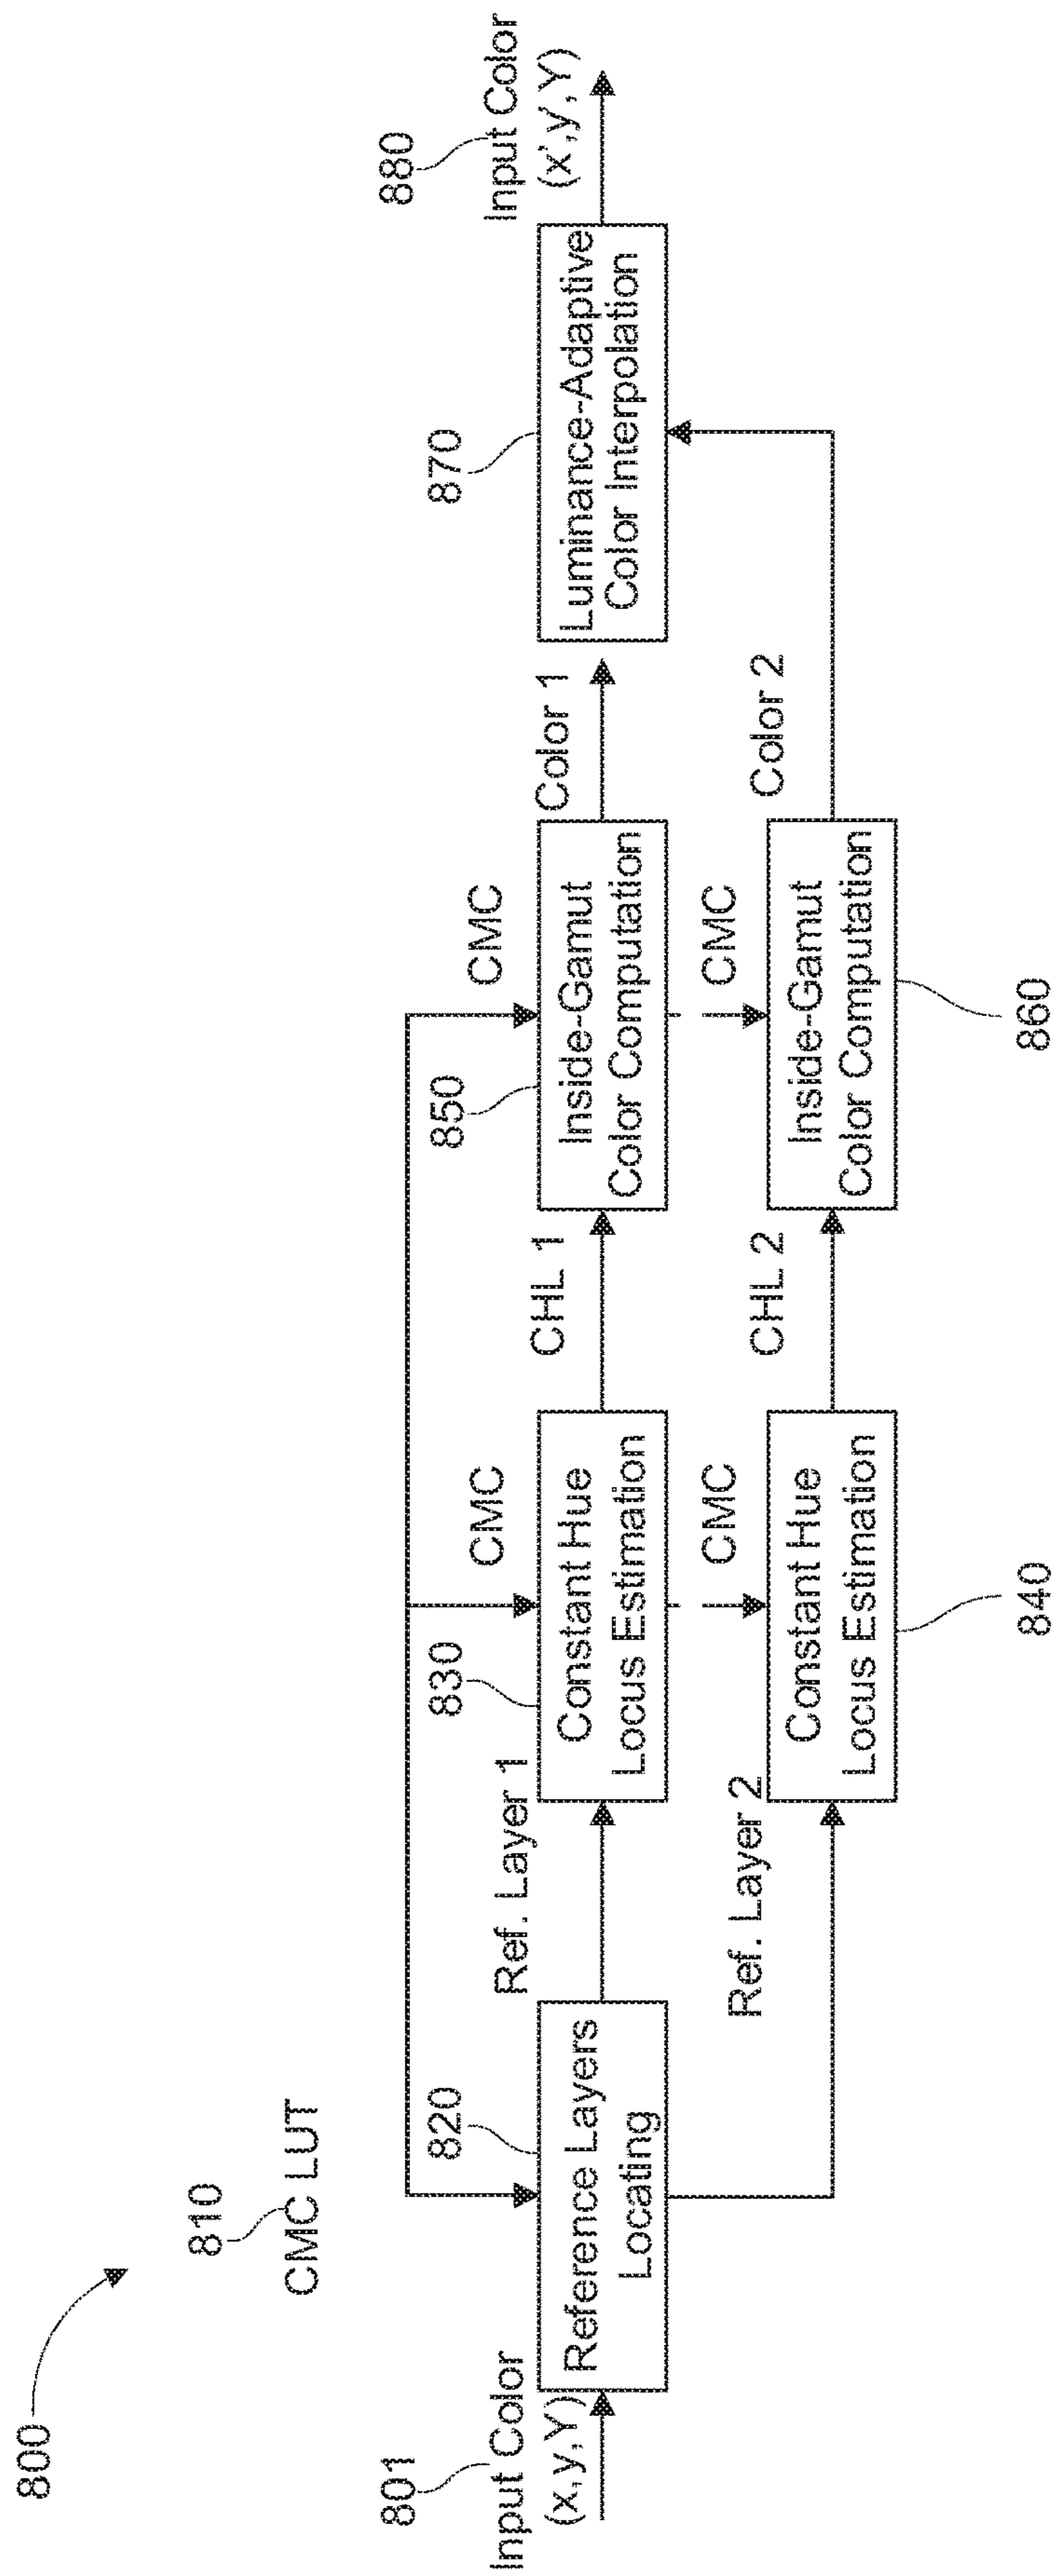 800
810
CMC LUT
801
Input Color
(x,y,Y)
820
Reference Layers
Locating
Ref. Layer 1
Ref. Layer 2
830
CMC
Constant Hue
Locus Estimation
CMC
Constant Hue
Locus Estimation
840
CHL 1
CHL 2
850
CMC
Inside-Gamut
Color Computation
CMC
Inside-Gamut
Color Computation
860
Color 1
Color 2
870
Luminance-Adaptive
Color Interpolation
880
Input Color
(x',y',Y)